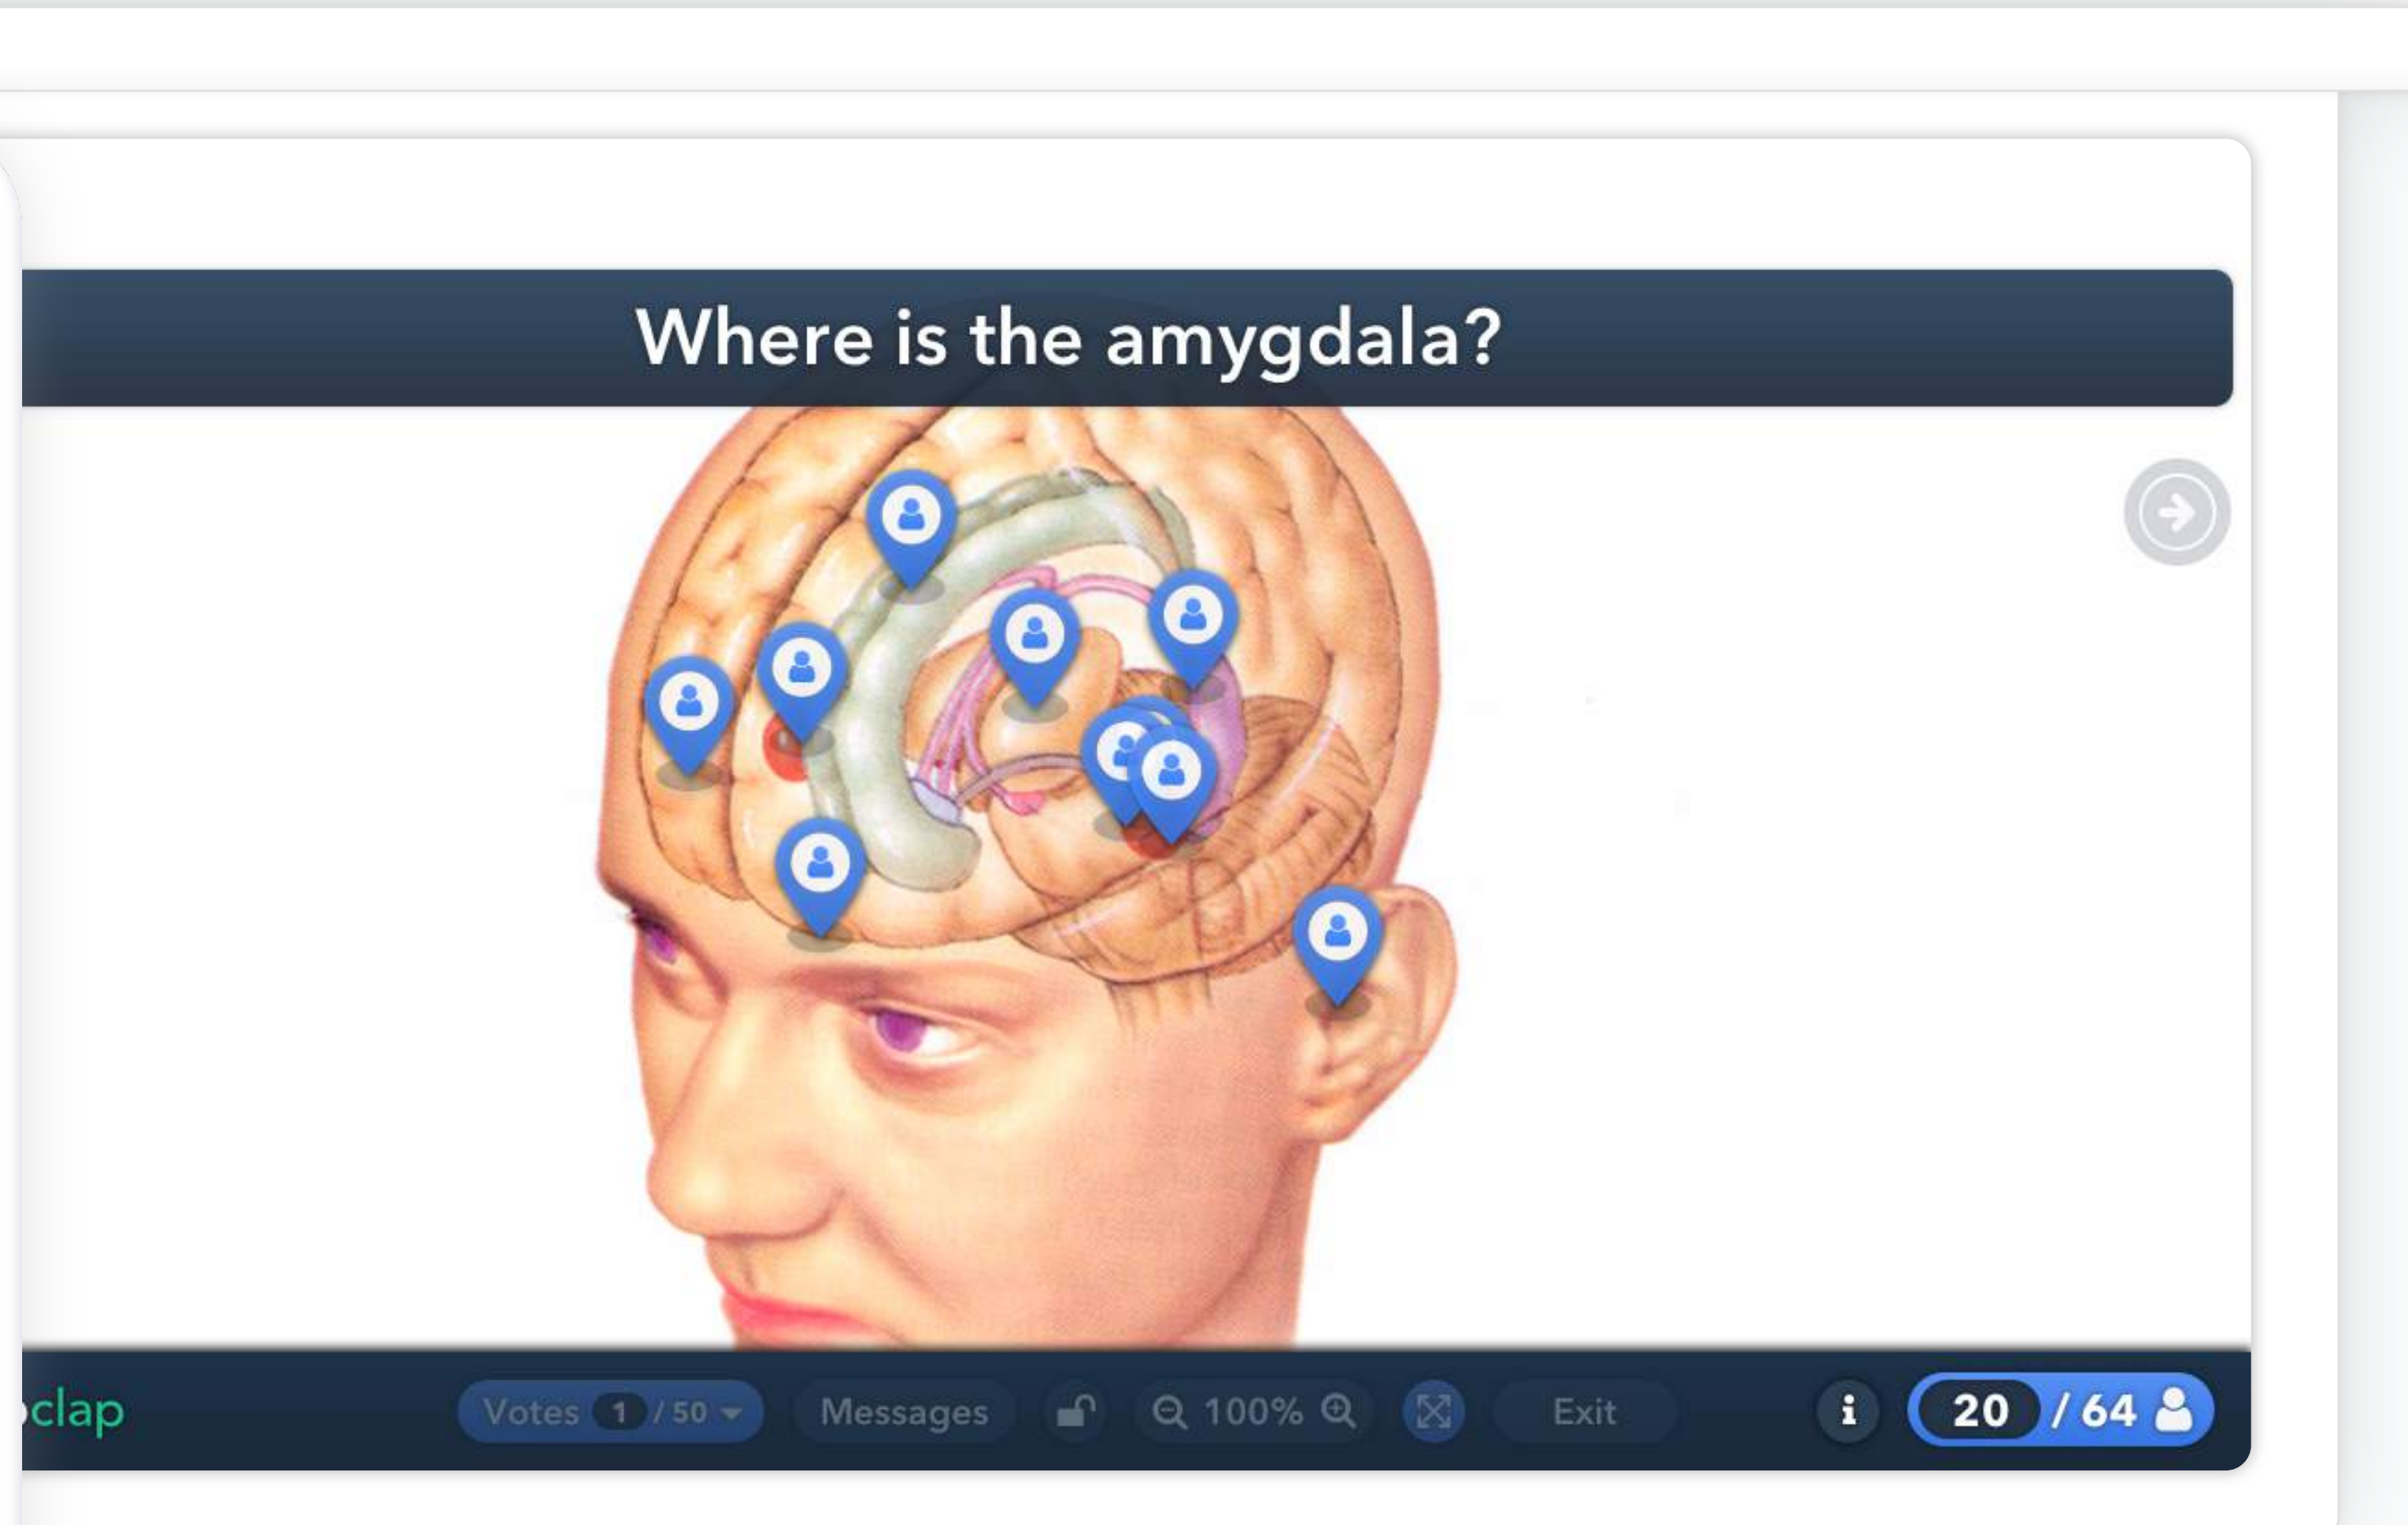 Where is the amygdala?
clap
Votes 1 / 50
Messages
100%
Exit
i
20 / 64